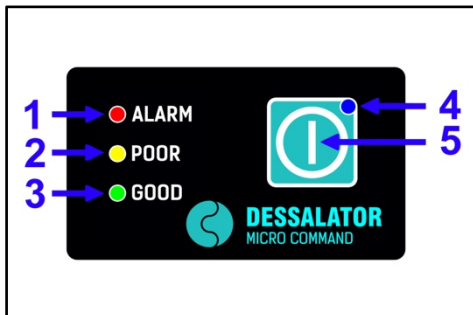 1 ALARM 4
2 POOR 5
3 GOOD
DESSALATOR
MICRO COMMAND